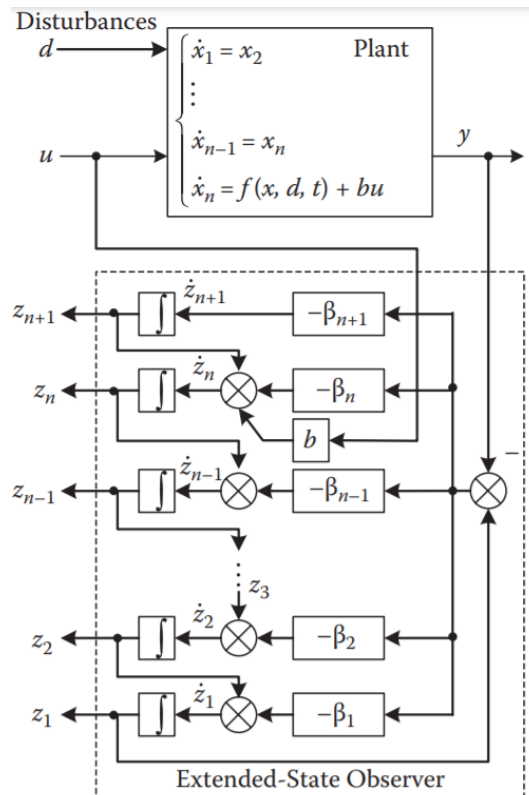 Disturbances
d
Plant
ẋ₁ = x₂
⋮
ẋₙ₋₁ = xₙ
ẋₙ = f(x, d, t) + bu
u
y
zₙ₊₁
∫
żₙ₊₁
−βₙ₊₁
zₙ
∫
żₙ
−βₙ
b
−
zₙ₋₁
∫
żₙ₋₁
−βₙ₋₁
⋮
z₃
z₂
∫
ż₂
−β₂
z₁
∫
ż₁
−β₁
Extended-State Observer